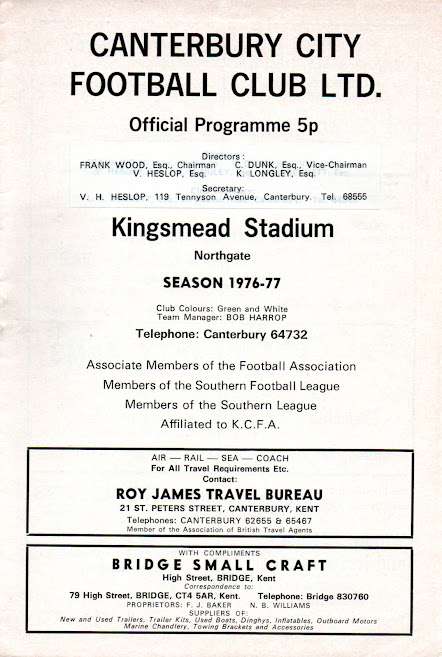 CANTERBURY CITY
FOOTBALL CLUB LTD.
Official Programme 5p
Directors:
FRANK WOOD, Esq., Chairman C. DUNK, Esq., Vice-Chairman
V. HESLOP, Esq. K. LONGLEY, Esq.
Secretary:
V. H. HESLOP, 119 Tennyson Avenue, Canterbury. Tel. 68555
Kingsmead Stadium
Northgate
SEASON 1976-77
Club Colours: Green and White
Team Manager: BOB HARROP
Telephone: Canterbury 64732
Associate Members of the Football Association
Members of the Southern Football League
Members of the Southern League
Affiliated to K.C.F.A.
AIR — RAIL — SEA — COACH
For All Travel Requirements Etc.
Contact:
ROY JAMES TRAVEL BUREAU
21 ST. PETERS STREET, CANTERBURY, KENT
Telephones: CANTERBURY 62655 & 65467
Member of the Association of British Travel Agents
WITH COMPLIMENTS
BRIDGE SMALL CRAFT
High Street, BRIDGE, Kent
Correspondence to:
79 High Street, BRIDGE, CT4 5AR, Kent. Telephone: Bridge 830760
PROPRIETORS: F. J. BAKER N. B. WILLIAMS
SUPPLIERS OF:
New and Used Trailers, Trailer Kits, Used Boats, Dinghys, Inflatables, Outboard Motors
Marine Chandlery, Towing Brackets and Accessories